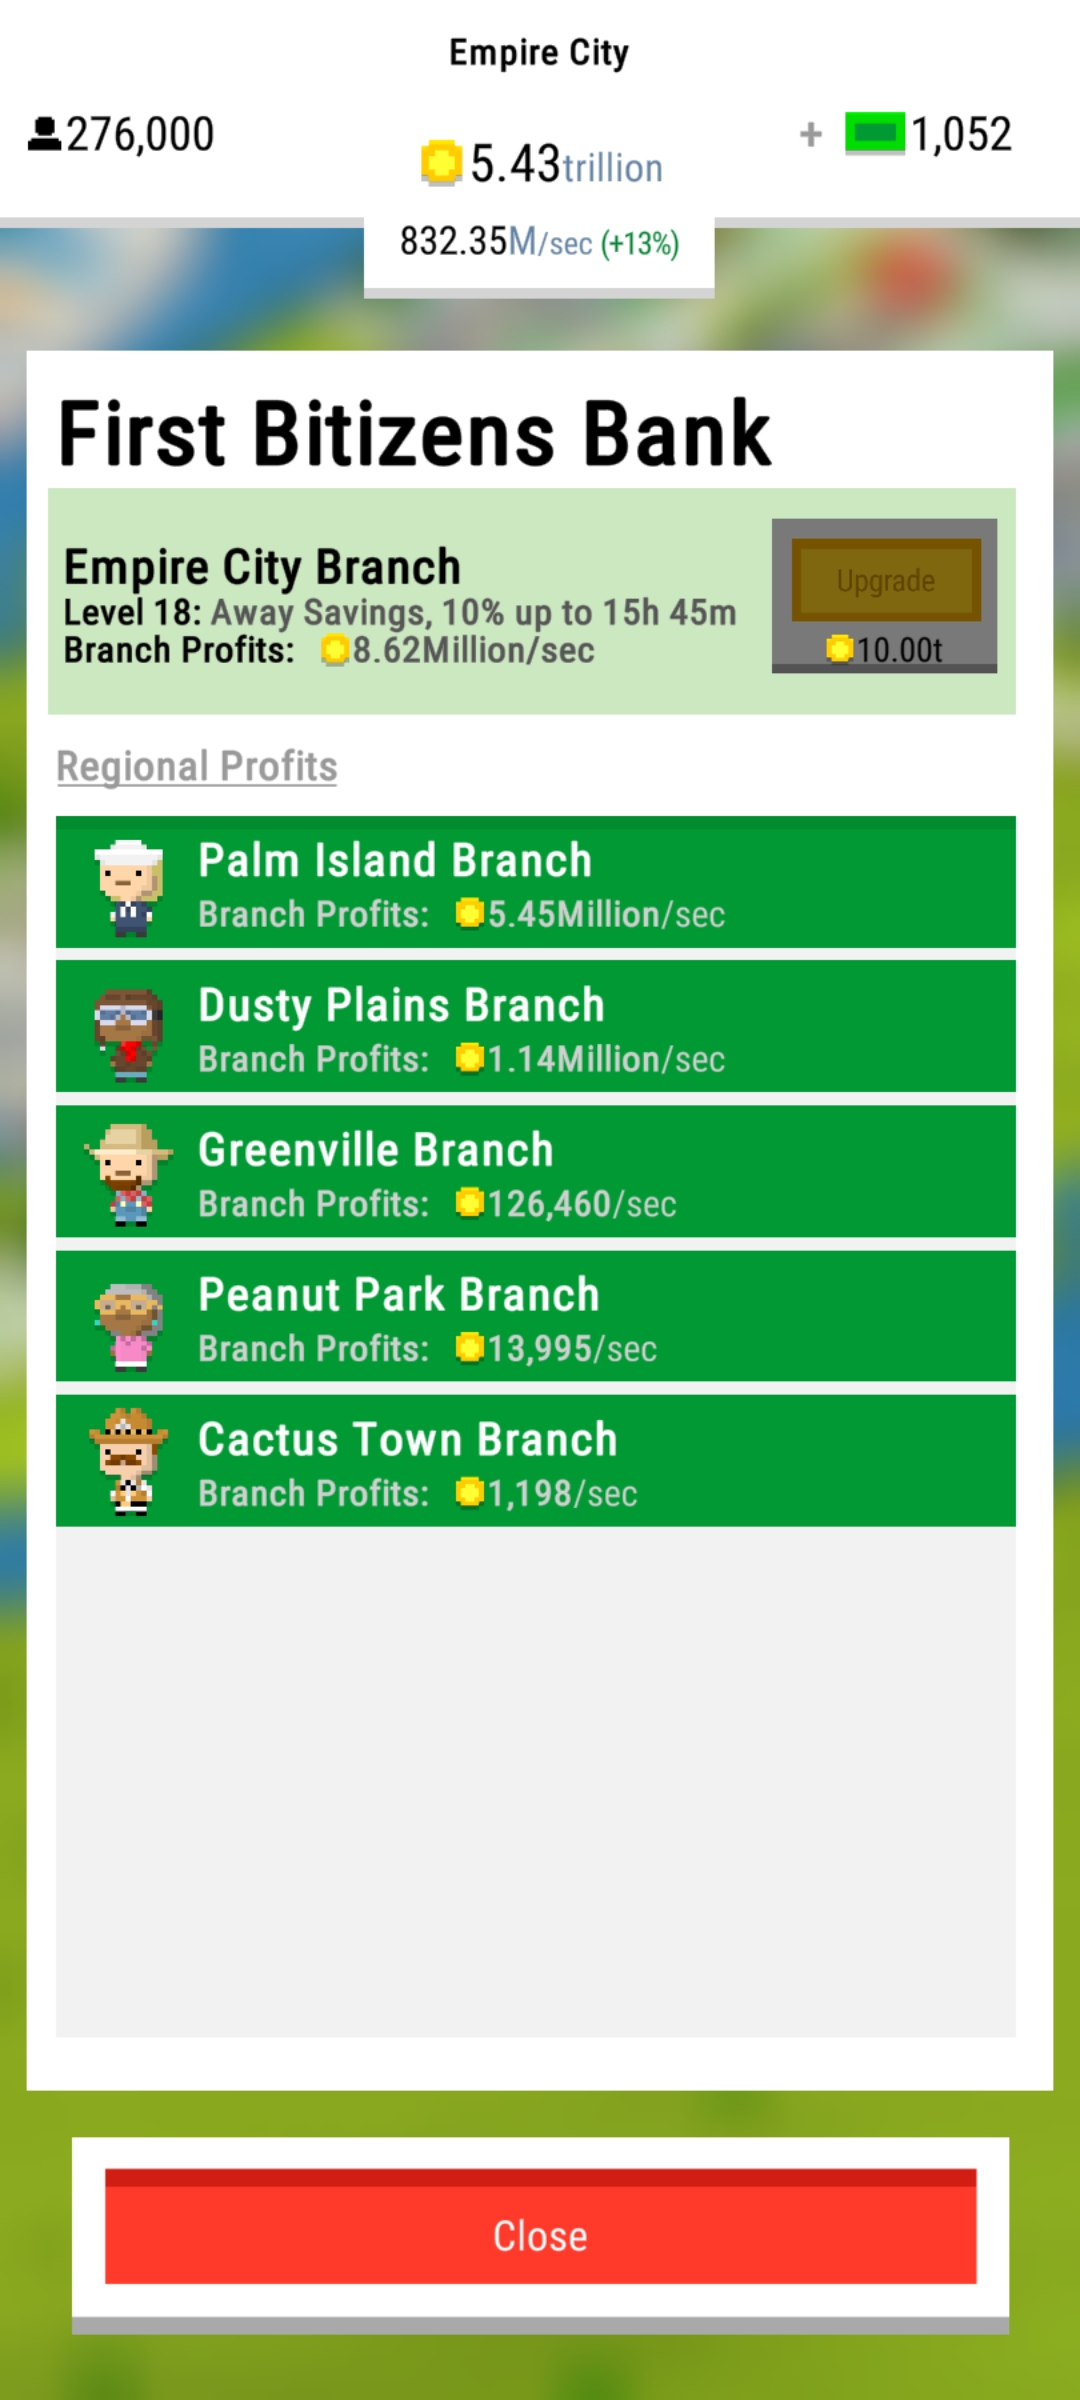 Empire City
276,000
5.43trillion
+ 1,052
832.35M/sec (+13%)
First Bitizens Bank
Empire City Branch
Level 18: Away Savings, 10% up to 15h 45m
Branch Profits: 8.62Million/sec
Upgrade
10.00t
Regional Profits
Palm Island Branch
Branch Profits: 5.45Million/sec
Dusty Plains Branch
Branch Profits: 1.14Million/sec
Greenville Branch
Branch Profits: 126,460/sec
Peanut Park Branch
Branch Profits: 13,995/sec
Cactus Town Branch
Branch Profits: 1,198/sec
Close